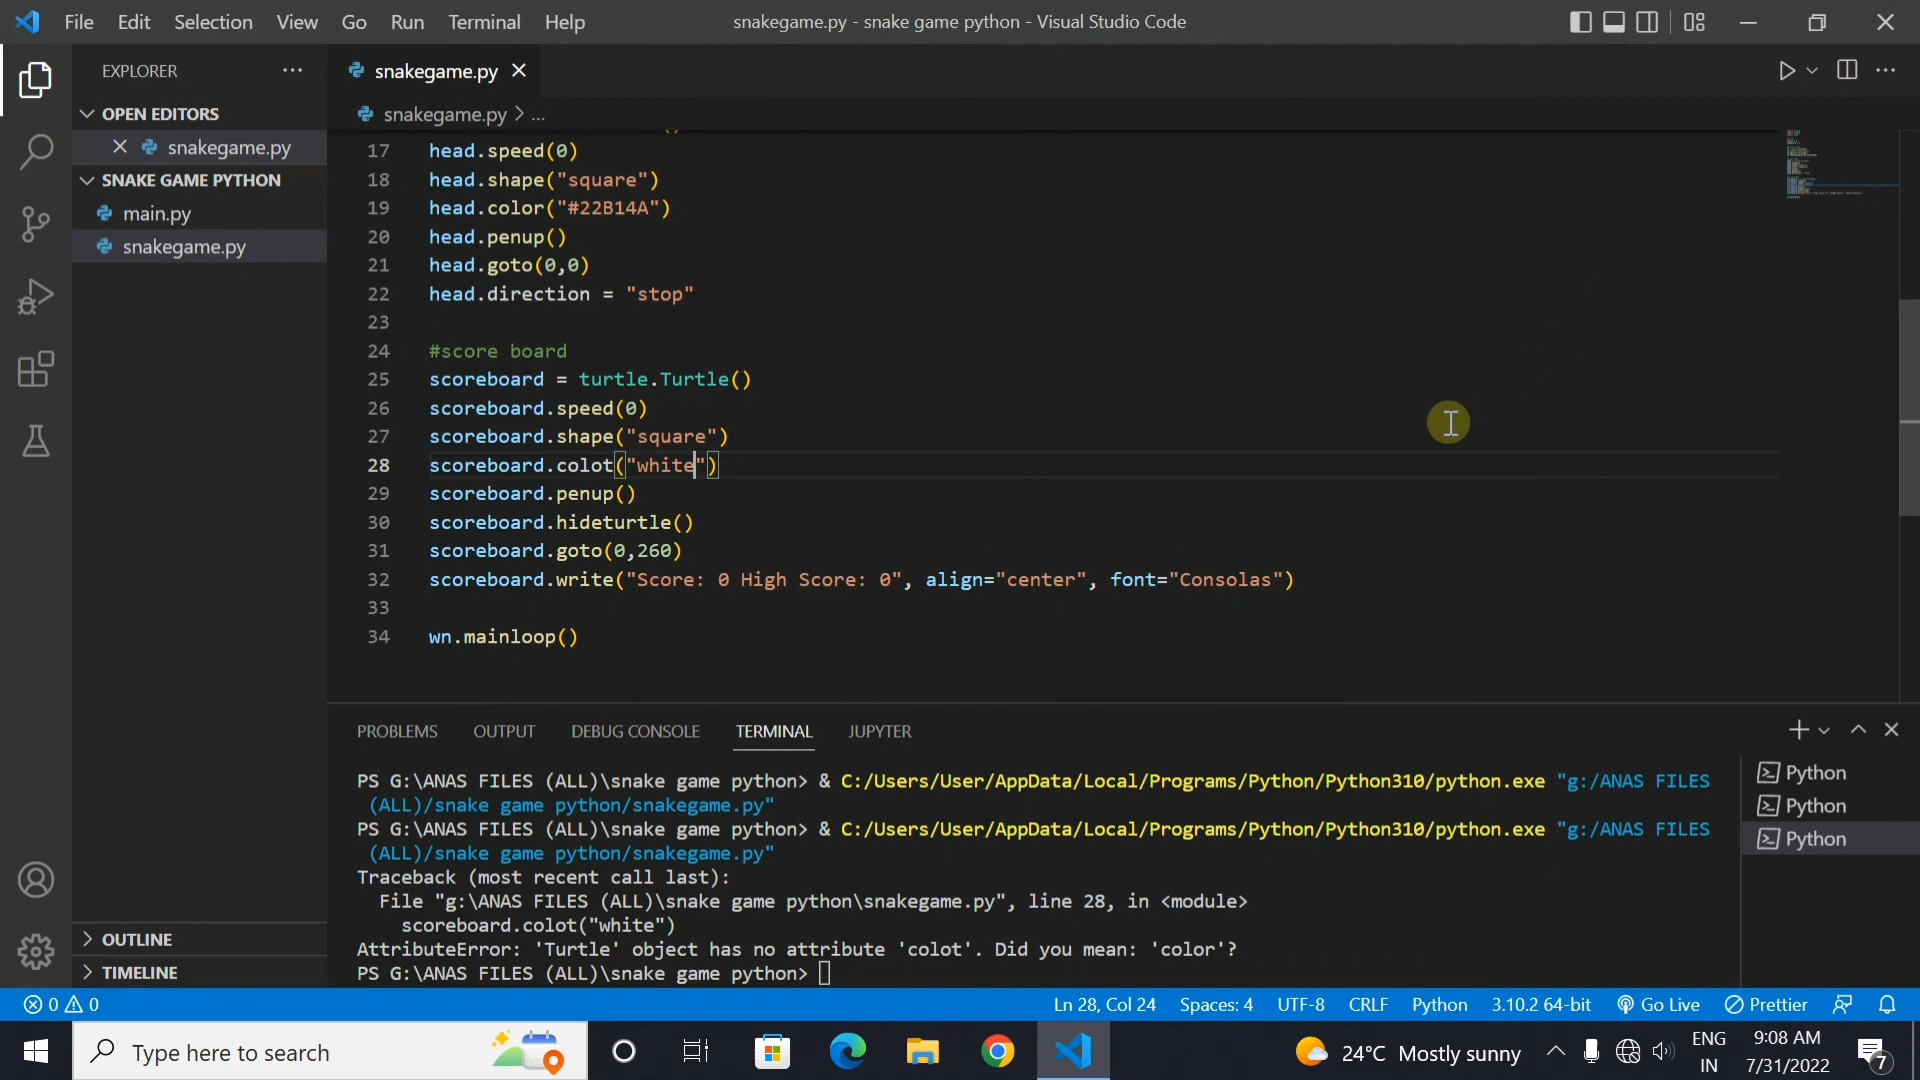 File Edit Selection View Go Run Terminal Help
snakegame.py - snake game python - Visual Studio Code
EXPLORER
OPEN EDITORS
snakegame.py
SNAKE GAME PYTHON
main.py
snakegame.py
OUTLINE
TIMELINE
snakegame.py
snakegame.py > ...
17 head.speed(0)
18 head.shape("square")
19 head.color("#22B14A")
20 head.penup()
21 head.goto(0,0)
22 head.direction = "stop"
23
24 #score board
25 scoreboard = turtle.Turtle()
26 scoreboard.speed(0)
27 scoreboard.shape("square")
28 scoreboard.colot("white")
29 scoreboard.penup()
30 scoreboard.hideturtle()
31 scoreboard.goto(0,260)
32 scoreboard.write("Score: 0 High Score: 0", align="center", font="Consolas")
33
34 wn.mainloop()
PROBLEMS OUTPUT DEBUG CONSOLE TERMINAL JUPYTER
PS G:\ANAS FILES (ALL)\snake game python> & C:/Users/User/AppData/Local/Programs/Python/Python310/python.exe "g:/ANAS FILES
(ALL)/snake game python/snakegame.py"
PS G:\ANAS FILES (ALL)\snake game python> & C:/Users/User/AppData/Local/Programs/Python/Python310/python.exe "g:/ANAS FILES
(ALL)/snake game python/snakegame.py"
Traceback (most recent call last):
File "g:\ANAS FILES (ALL)\snake game python\snakegame.py", line 28, in <module>
scoreboard.colot("white")
AttributeError: 'Turtle' object has no attribute 'colot'. Did you mean: 'color'?
PS G:\ANAS FILES (ALL)\snake game python>
Python
Python
Python
0 0 Ln 28, Col 24 Spaces: 4 UTF-8 CRLF Python 3.10.2 64-bit Go Live Prettier
Type here to search
24°C Mostly sunny
ENG
IN
9:08 AM
7/31/2022
7